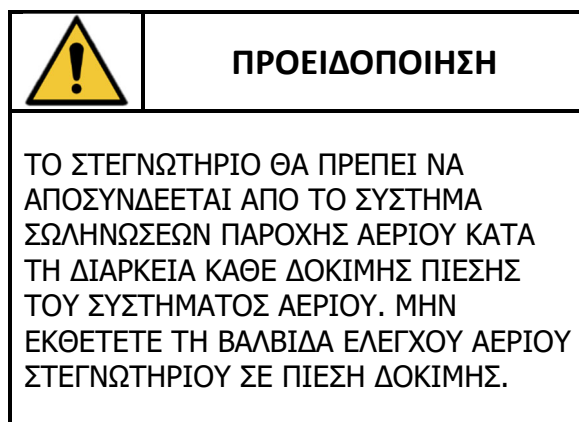 ΠΡΟΕΙΔΟΠΟΙΗΣΗ
ΤΟ ΣΤΕΓΝΩΤΗΡΙΟ ΘΑ ΠΡΕΠΕΙ ΝΑ
ΑΠΟΣΥΝΔΕΕΤΑΙ ΑΠΟ ΤΟ ΣΥΣΤΗΜΑ
ΣΩΛΗΝΩΣΕΩΝ ΠΑΡΟΧΗΣ ΑΕΡΙΟΥ ΚΑΤΑ
ΤΗ ΔΙΑΡΚΕΙΑ ΚΑΘΕ ΔΟΚΙΜΗΣ ΠΙΕΣΗΣ
ΤΟΥ ΣΥΣΤΗΜΑΤΟΣ ΑΕΡΙΟΥ. ΜΗΝ
ΕΚΘΕΤΕΤΕ ΤΗ ΒΑΛΒΙΔΑ ΕΛΕΓΧΟΥ ΑΕΡΙΟΥ
ΣΤΕΓΝΩΤΗΡΙΟΥ ΣΕ ΠΙΕΣΗ ΔΟΚΙΜΗΣ.